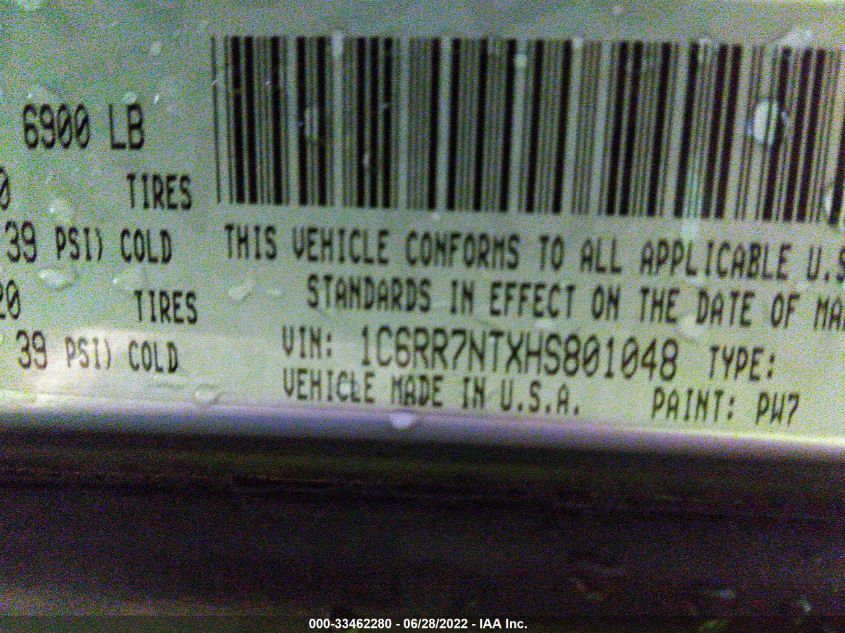 6900 LB
0 TIRES
39 PSI) COLD
20 TIRES
39 PSI) COLD
THIS VEHICLE CONFORMS TO ALL APPLICABLE U.S
STANDARDS IN EFFECT ON THE DATE OF MA
VIN: 1C6RR7NTXHS801048 TYPE:
VEHICLE MADE IN U.S.A. PAINT: PW7
000-33462280 - 06/28/2022 - IAA Inc.